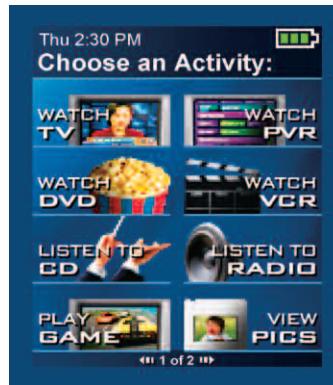 Thu 2:30 PM
Choose an Activity:
WATCH TV
WATCH PVR
WATCH DVD
WATCH VCR
LISTEN TO CD
LISTEN TO RADIO
PLAY GAME
VIEW PICS
1 of 2